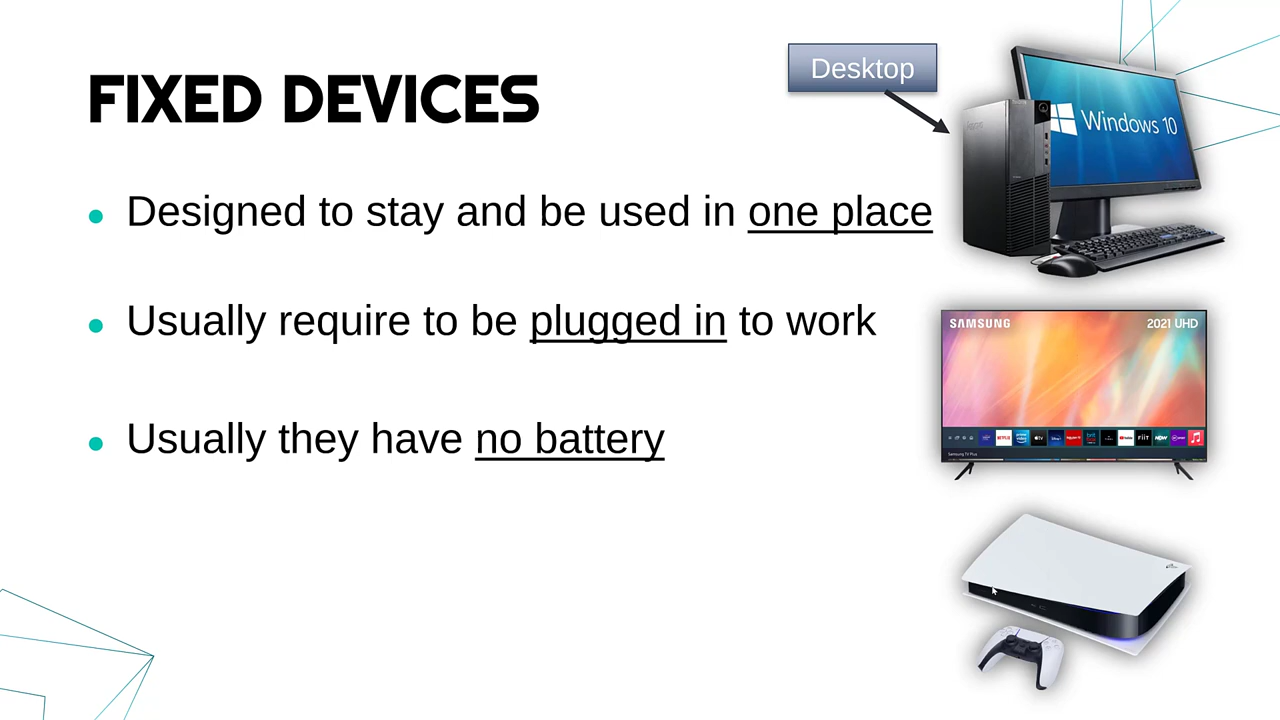 FIXED DEVICES
Desktop
Windows 10
Designed to stay and be used in one place
Usually require to be plugged in to work
SAMSUNG
2021 UHD
Usually they have no battery